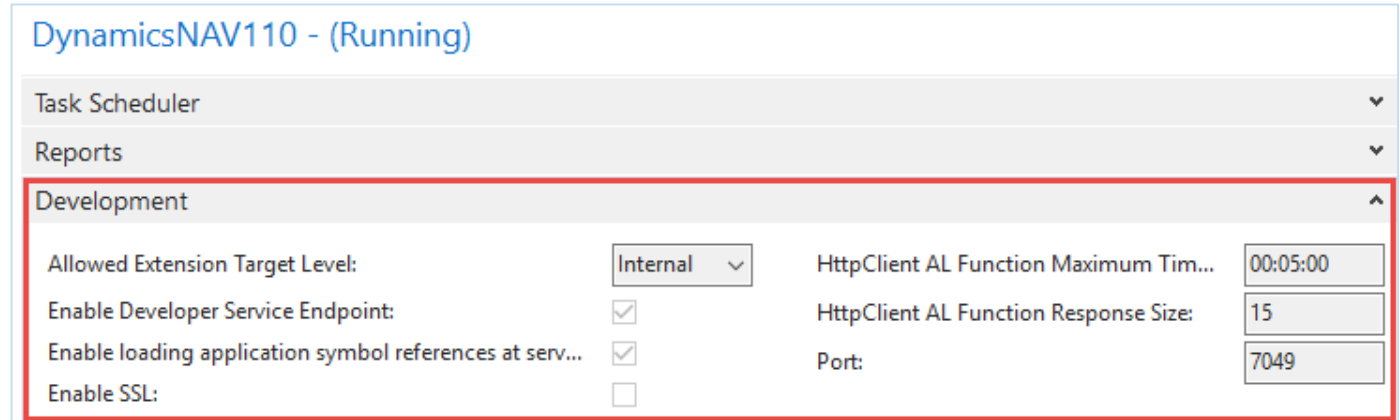 DynamicsNAV110 - (Running)
Task Scheduler
Reports
Development
Allowed Extension Target Level: Internal
HttpClient AL Function Maximum Tim... 00:05:00
Enable Developer Service Endpoint:
HttpClient AL Function Response Size: 15
Enable loading application symbol references at serv...
Port: 7049
Enable SSL: